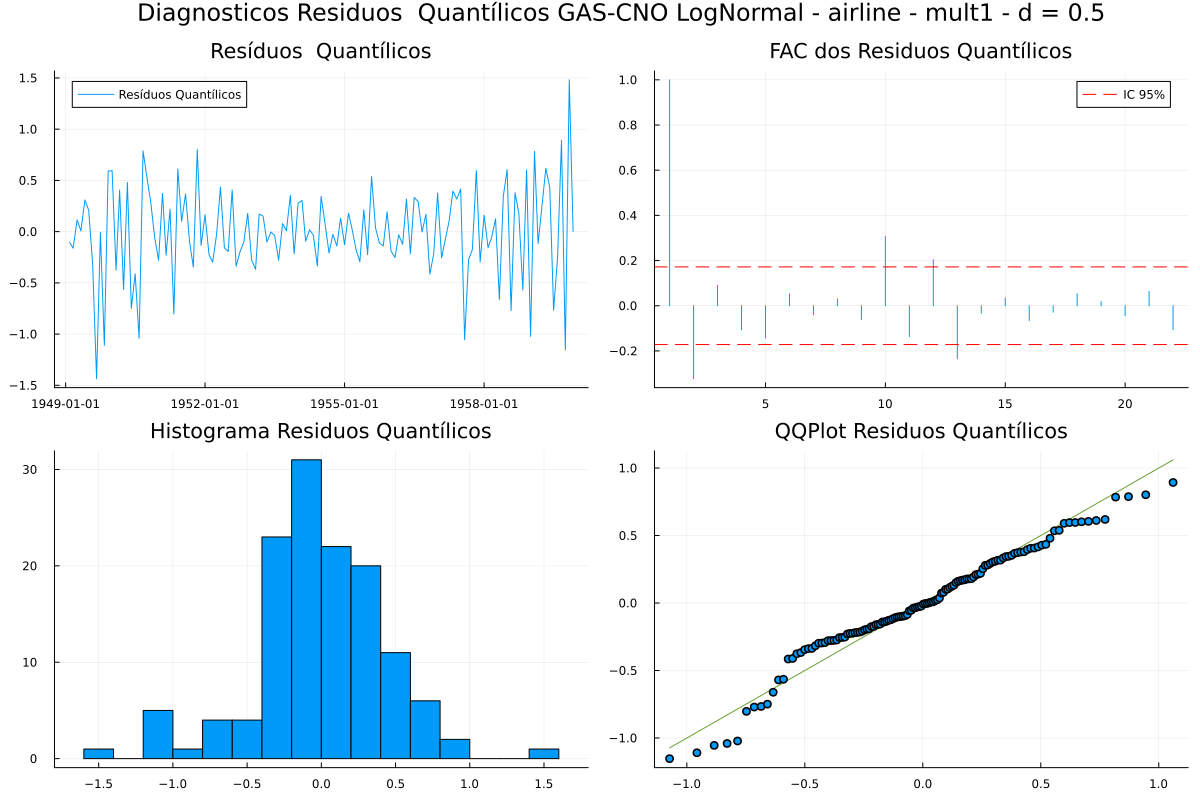 Diagnosticos Residuos  Quantílicos GAS-CNO LogNormal - airline - mult1 - d = 0.5
Resíduos  Quantílicos
1.5
1.0
0.5
0.0
−0.5
−1.0
−1.5
Resíduos Quantílicos
1949-01-01 1952-01-01 1955-01-01 1958-01-01
FAC dos Residuos Quantílicos
1.0
0.8
0.6
0.4
0.2
0.0
−0.2
IC 95%
5 10 15 20
Histograma Residuos Quantílicos
30
20
10
0
−1.5 −1.0 −0.5 0.0 0.5 1.0 1.5
QQPlot Residuos Quantílicos
1.0
0.5
0.0
−0.5
−1.0
−1.0 −0.5 0.0 0.5 1.0